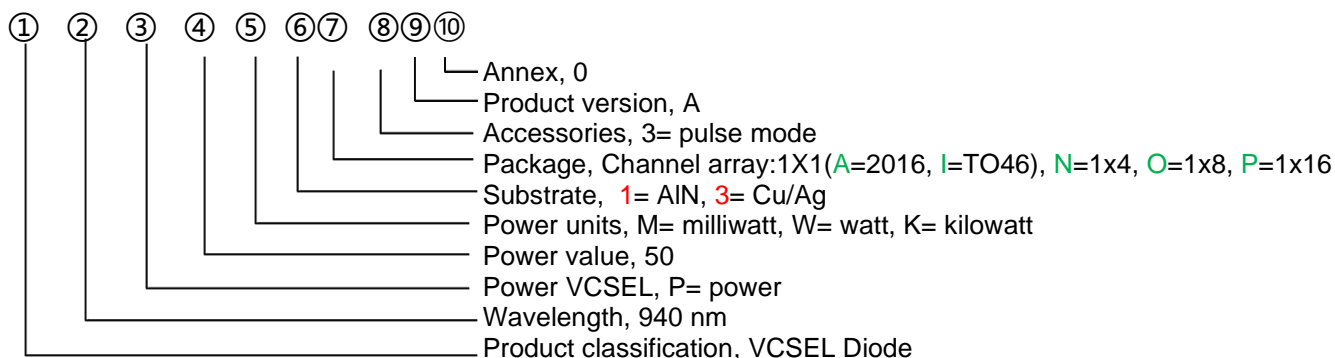 ① ② ③ ④ ⑤ ⑥⑦ ⑧⑨⑩
Annex, 0
Product version, A
Accessories, 3= pulse mode
Package, Channel array:1X1(A=2016, I=TO46), N=1x4, O=1x8, P=1x16
Substrate, 1= AlN, 3= Cu/Ag
Power units, M= milliwatt, W= watt, K= kilowatt
Power value, 50
Power VCSEL, P= power
Wavelength, 940 nm
Product classification, VCSEL Diode